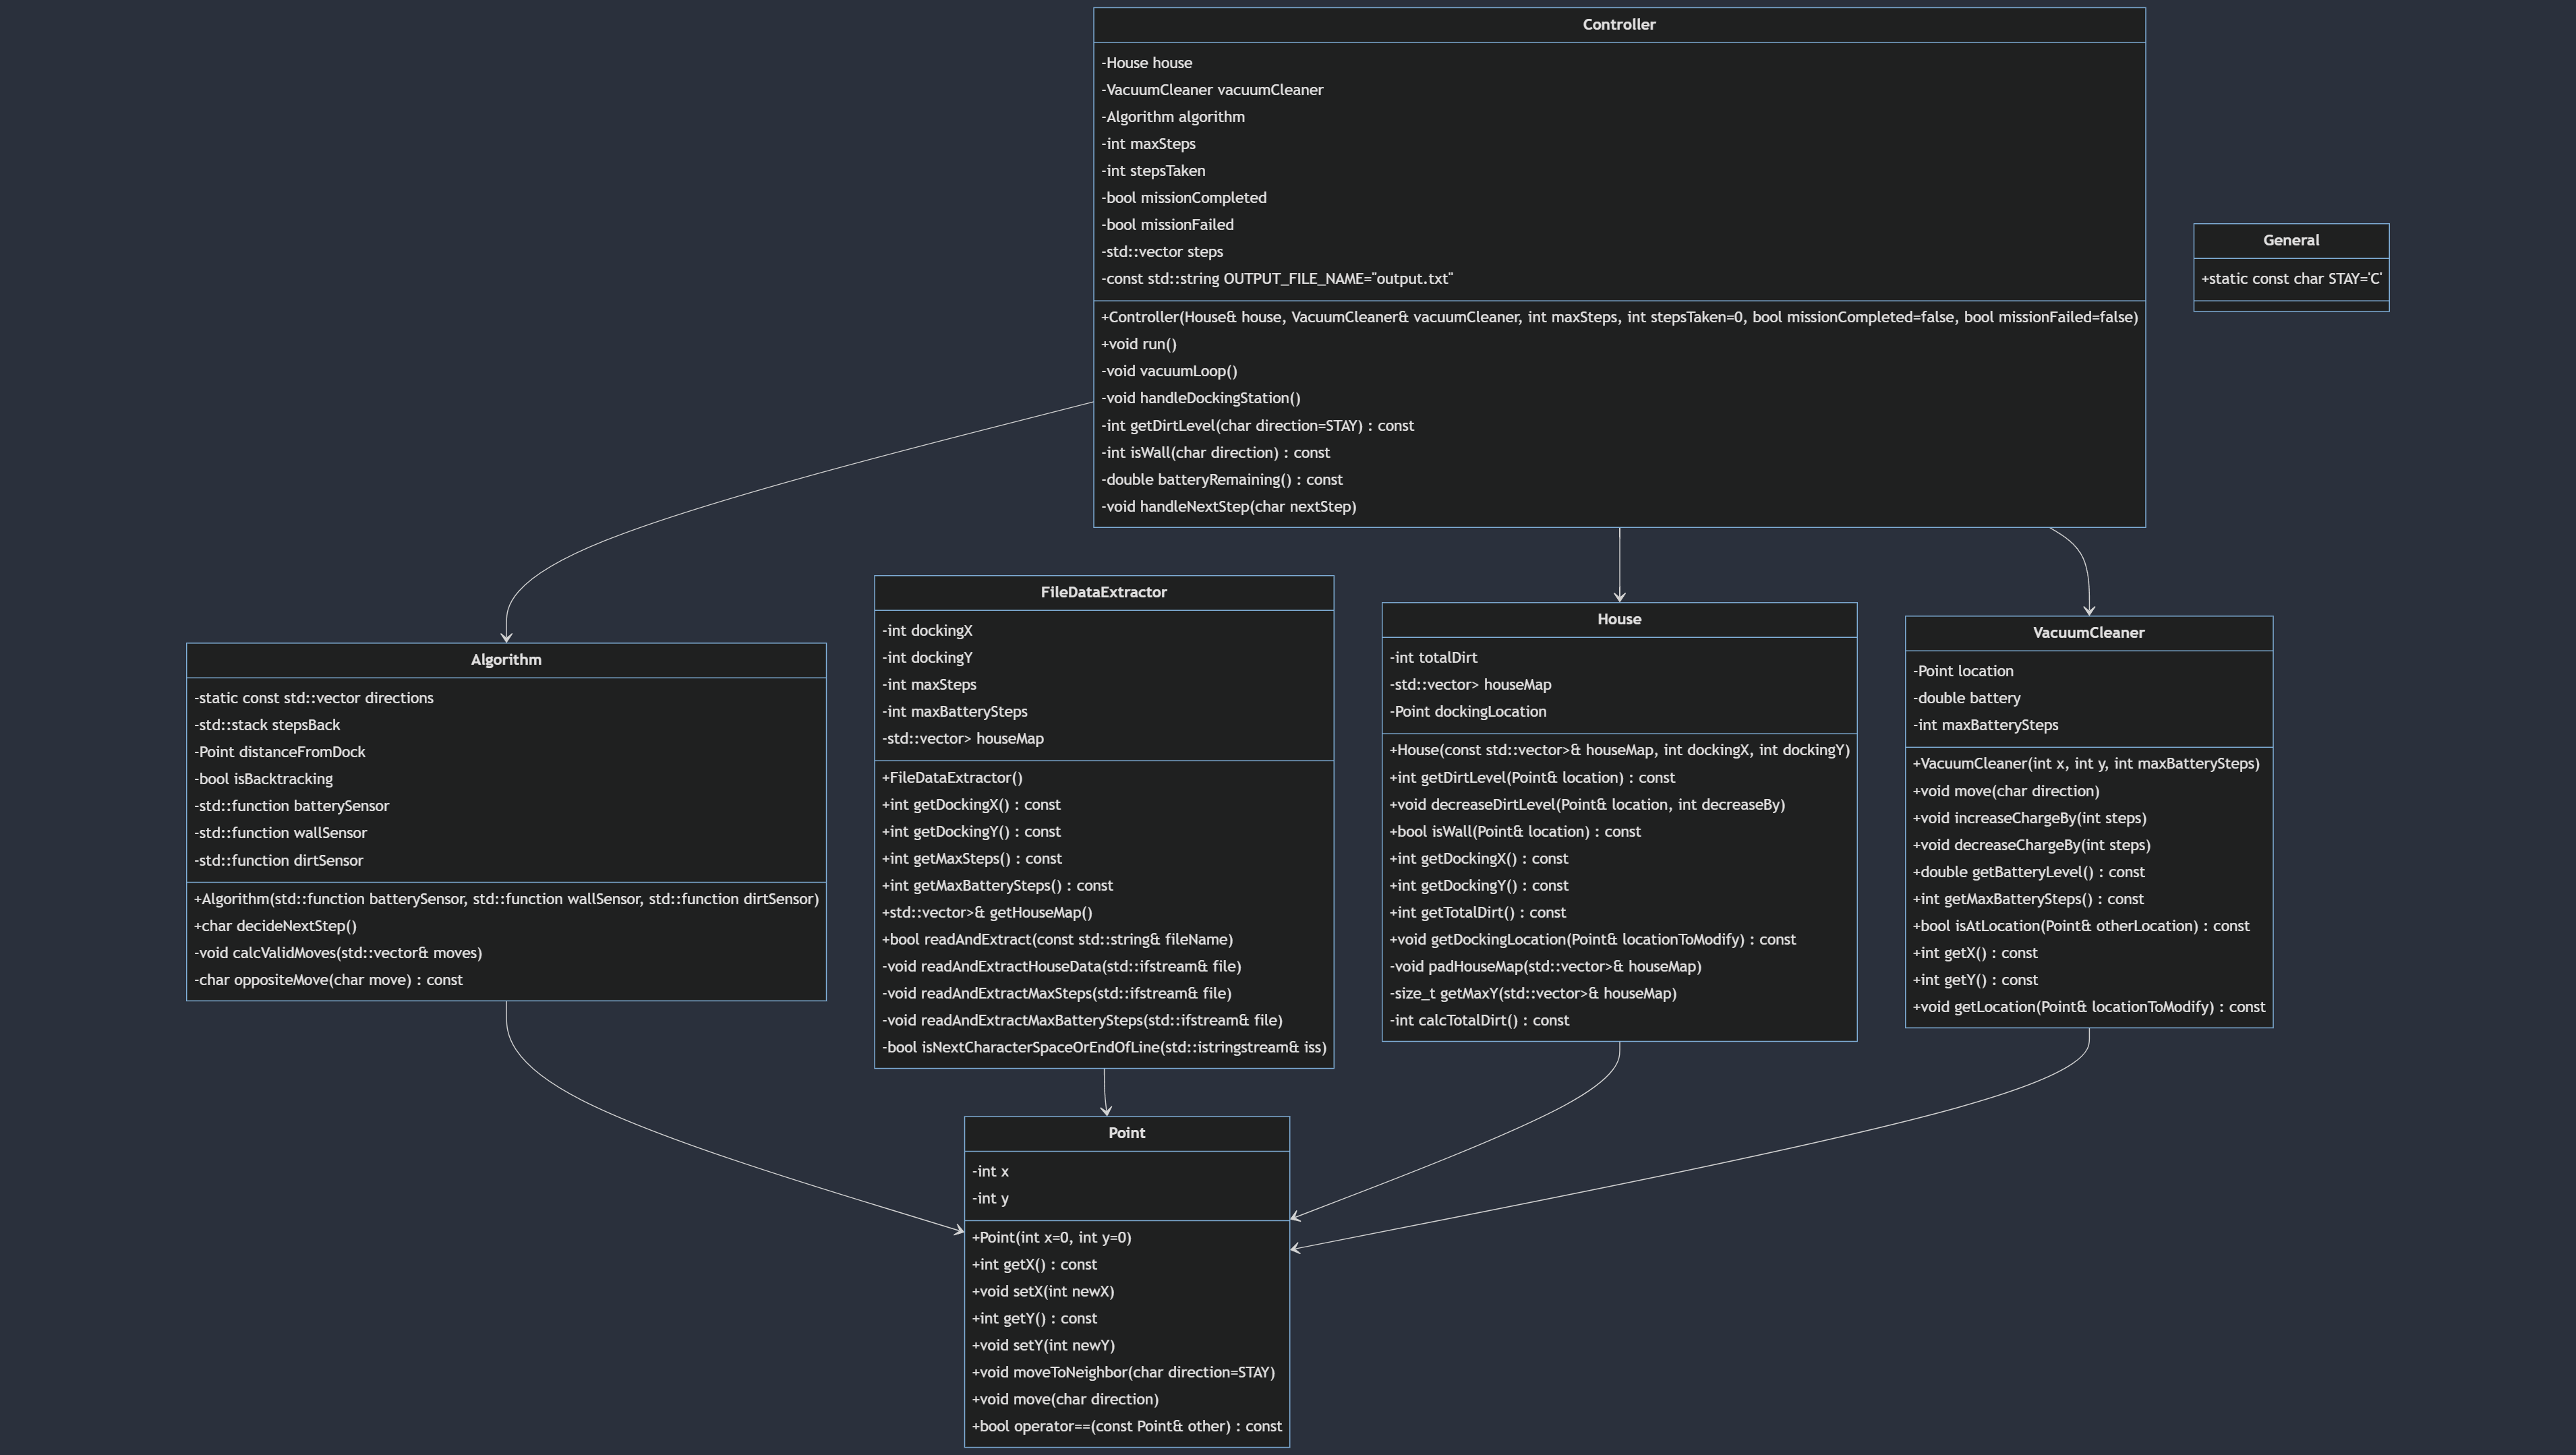 Controller
-House house
-VacuumCleaner vacuumCleaner
-Algorithm algorithm
-int maxSteps
-int stepsTaken
-bool missionCompleted
-bool missionFailed
-std::vector steps
-const std::string OUTPUT_FILE_NAME="output.txt"
+Controller(House& house, VacuumCleaner& vacuumCleaner, int maxSteps, int stepsTaken=0, bool missionCompleted=false, bool missionFailed=false)
+void run()
-void vacuumLoop()
-void handleDockingStation()
-int getDirtLevel(char direction=STAY) : const
-int isWall(char direction) : const
-double batteryRemaining() : const
-void handleNextStep(char nextStep)
General
+static const char STAY='C'
Algorithm
-static const std::vector directions
-std::stack stepsBack
-Point distanceFromDock
-bool isBacktracking
-std::function batterySensor
-std::function wallSensor
-std::function dirtSensor
+Algorithm(std::function batterySensor, std::function wallSensor, std::function dirtSensor)
+char decideNextStep()
-void calcValidMoves(std::vector& moves)
-char oppositeMove(char move) : const
FileDataExtractor
-int dockingX
-int dockingY
-int maxSteps
-int maxBatterySteps
-std::vector> houseMap
+FileDataExtractor()
+int getDockingX() : const
+int getDockingY() : const
+int getMaxSteps() : const
+int getMaxBatterySteps() : const
+std::vector>& getHouseMap()
+bool readAndExtract(const std::string& fileName)
-void readAndExtractHouseData(std::ifstream& file)
-void readAndExtractMaxSteps(std::ifstream& file)
-void readAndExtractMaxBatterySteps(std::ifstream& file)
-bool isNextCharacterSpaceOrEndOfLine(std::istringstream& iss)
House
-int totalDirt
-std::vector> houseMap
-Point dockingLocation
+House(const std::vector>& houseMap, int dockingX, int dockingY)
+int getDirtLevel(Point& location) : const
+void decreaseDirtLevel(Point& location, int decreaseBy)
+bool isWall(Point& location) : const
+int getDockingX() : const
+int getDockingY() : const
+int getTotalDirt() : const
+void getDockingLocation(Point& locationToModify) : const
-void padHouseMap(std::vector>& houseMap)
-size_t getMaxY(std::vector>& houseMap)
-int calcTotalDirt() : const
VacuumCleaner
-Point location
-double battery
-int maxBatterySteps
+VacuumCleaner(int x, int y, int maxBatterySteps)
+void move(char direction)
+void increaseChargeBy(int steps)
+void decreaseChargeBy(int steps)
+double getBatteryLevel() : const
+int getMaxBatterySteps() : const
+bool isAtLocation(Point& otherLocation) : const
+int getX() : const
+int getY() : const
+void getLocation(Point& locationToModify) : const
Point
-int x
-int y
+Point(int x=0, int y=0)
+int getX() : const
+void setX(int newX)
+int getY() : const
+void setY(int newY)
+void moveToNeighbor(char direction=STAY)
+void move(char direction)
+bool operator==(const Point& other) : const